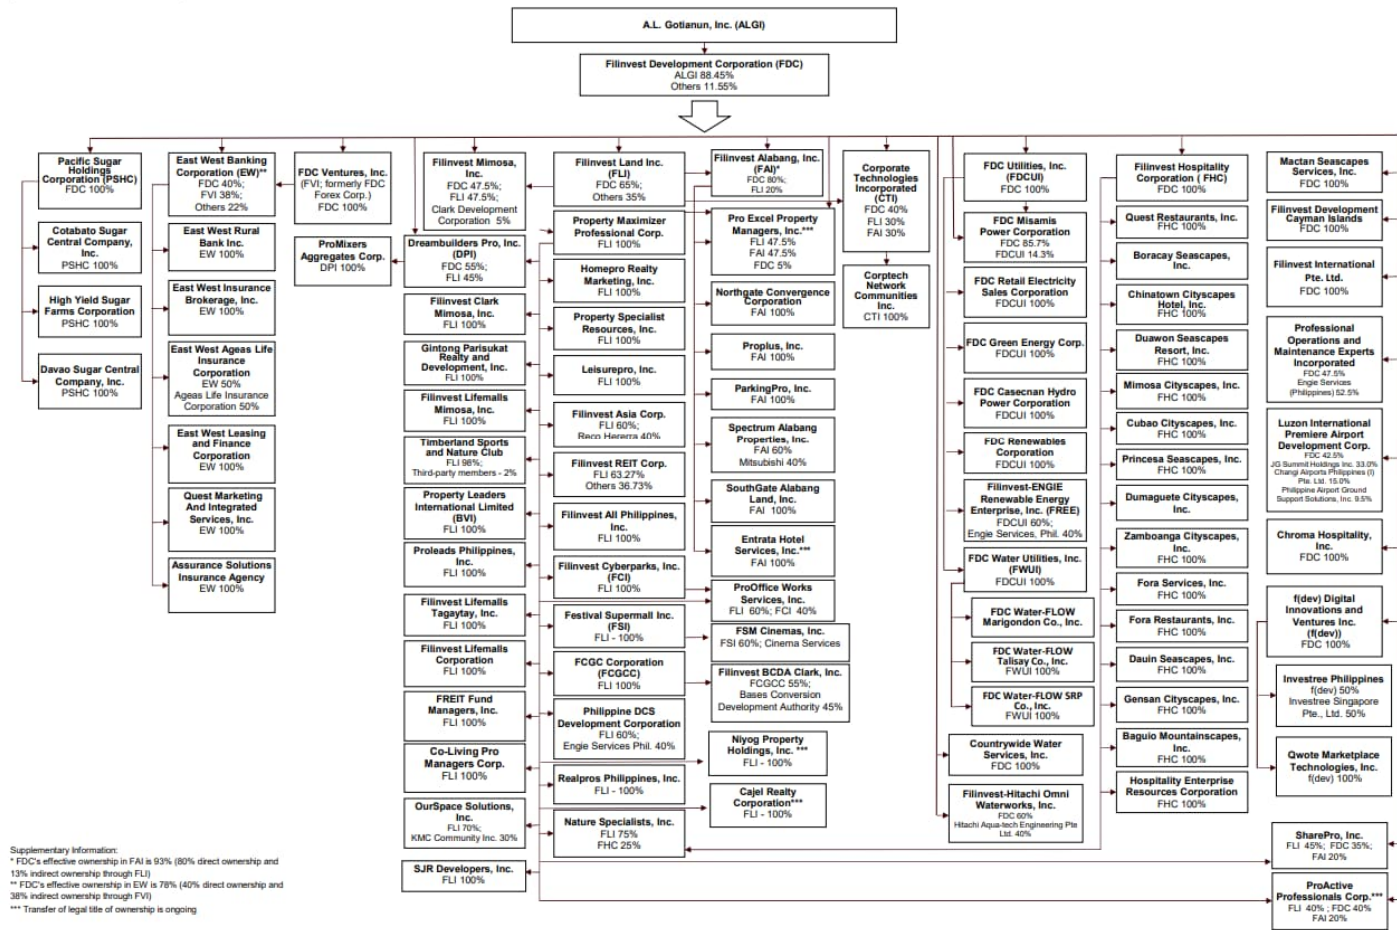 A.L. Gotianun, Inc. (ALGI)
Filinvest Development Corporation (FDC)
ALGI 88.45%
Others 11.55%
Pacific Sugar
Holdings
Corporation (PSHC)
FDC 100%
Cotabato Sugar
Central Company,
Inc.
PSHC 100%
High Yield Sugar
Farms Corporation
PSHC 100%
Davao Sugar Central
Company, Inc.
PSHC 100%
East West Banking
Corporation (EW)**
FDC 40%;
FVI 38%;
Others 22%
East West Rural
Bank Inc.
EW 100%
East West Insurance
Brokerage, Inc.
EW 100%
East West Ageas Life
Insurance
Corporation
EW 50%
Ageas Life Insurance
Corporation 50%
East West Leasing
and Finance
Corporation
EW 100%
Quest Marketing
And Integrated
Services, Inc.
EW 100%
Assurance Solutions
Insurance Agency
EW 100%
FDC Ventures, Inc.
(FVI; formerly FDC
Forex Corp.)
FDC 100%
ProMixers
Aggregates Corp.
DPI 100%
Filinvest Mimosa,
Inc.
FDC 47.5%;
FLI 47.5%;
Clark Development
Corporation 5%
Dreambuilders Pro, Inc.
(DPI)
FDC 55%;
FLI 45%
Filinvest Clark
Mimosa, Inc.
FLI 100%
Gintong Parisukat
Realty and
Development, Inc.
FLI 100%
Filinvest Lifemalls
Mimosa, Inc.
FLI 100%
Timberland Sports
and Nature Club
FLI 98%;
Third-party members - 2%
Property Leaders
International Limited
(BVI)
FLI 100%
Proleads Philippines,
Inc.
FLI 100%
Filinvest Lifemalls
Tagaytay, Inc.
FLI 100%
Filinvest Lifemalls
Corporation
FLI 100%
FREIT Fund
Managers, Inc.
FLI 100%
Co-Living Pro
Managers Corp.
FLI 100%
OurSpace Solutions,
Inc.
FLI 70%;
KMC Community Inc. 30%
SJR Developers, Inc.
FLI 100%
Filinvest Land Inc.
(FLI)
FDC 65%
Others 35%
Property Maximizer
Professional Corp.
FLI 100%
Homepro Realty
Marketing, Inc.
FLI 100%
Property Specialist
Resources, Inc.
FLI 100%
Leisurepro, Inc.
FLI 100%
Filinvest Asia Corp.
FLI 60%;
Reco Hererra 40%
Filinvest REIT Corp.
FLI 63.27%
Others 36.73%
Filinvest All Philippines,
Inc.
FLI 100%
Filinvest Cyberparks, Inc.
(FCI)
FLI 100%
Festival Supermall Inc.
(FSI)
FLI - 100%
FCGC Corporation
(FCGCC)
FLI 100%
Philippine DCS
Development Corporation
FLI 60%;
Engie Services Phil. 40%
Realpros Philippines, Inc.
FLI - 100%
Nature Specialists, Inc.
FLI 75%
FHC 25%
Filinvest Alabang, Inc.
(FAI)*
FDC 80%;
FLI 20%
Pro Excel Property
Managers, Inc.***
FLI 47.5%
FAI 47.5%
FDC 5%
Northgate Convergence
Corporation
FAI 100%
Proplus, Inc.
FAI 100%
ParkingPro, Inc.
FAI 100%
Spectrum Alabang
Properties, Inc.
FAI 60%
Mitsubishi 40%
SouthGate Alabang
Land, Inc.
FAI 100%
Entrata Hotel
Services, Inc.***
FAI 100%
ProOffice Works
Services, Inc.
FLI 60%; FCI 40%
FSM Cinemas, Inc.
FSI 60%; Cinema Services
Filinvest BCDA Clark, Inc.
FCGCC 55%;
Bases Conversion
Development Authority 45%
Niyog Property
Holdings, Inc. ***
FLI - 100%
Cajel Realty
Corporation***
FLI - 100%
Corporate
Technologies
Incorporated
(CTI)
FDC 40%
FLI 30%
FAI 30%
Corptech
Network
Communities
Inc.
CTI 100%
FDC Utilities, Inc.
(FDCUI)
FDC 100%
FDC Misamis
Power Corporation
FDC 85.7%
FDCUI 14.3%
FDC Retail Electricity
Sales Corporation
FDCUI 100%
FDC Green Energy Corp.
FDCUI 100%
FDC Casecnan Hydro
Power Corporation
FDCUI 100%
FDC Renewables
Corporation
FDCUI 100%
Filinvest-ENGIE
Renewable Energy
Enterprise, Inc. (FREE)
FDCUI 60%;
Engie Services, Phil. 40%
FDC Water Utilities, Inc.
(FWUI)
FDCUI 100%
FDC Water-FLOW
Marigondon Co., Inc.
FDC Water-FLOW
Talisay Co., Inc.
FWUI 100%
FDC Water-FLOW SRP
Co., Inc.
FWUI 100%
Countrywide Water
Services, Inc.
FDC 100%
Filinvest-Hitachi Omni
Waterworks, Inc.
FDC 60%
Hitachi Aqua-tech Engineering Pte
Ltd. 40%
Filinvest Hospitality
Corporation ( FHC)
FDC 100%
Quest Restaurants, Inc.
FHC 100%
Boracay Seascapes,
Inc.
Chinatown Cityscapes
Hotel, Inc.
FHC 100%
Duawon Seascapes
Resort, Inc.
FHC 100%
Mimosa Cityscapes, Inc.
FHC 100%
Cubao Cityscapes, Inc.
FHC 100%
Princesa Seascapes, Inc.
FHC 100%
Dumaguete Cityscapes,
Inc.
Zamboanga Cityscapes,
Inc.
FHC 100%
Fora Services, Inc.
FHC 100%
Fora Restaurants, Inc.
FHC 100%
Dauin Seascapes, Inc.
FHC 100%
Gensan Cityscapes, Inc.
FHC 100%
Baguio Mountainscapes,
Inc.
FHC 100%
Hospitality Enterprise
Resources Corporation
FHC 100%
Mactan Seascapes
Services, Inc.
FDC 100%
Filinvest Development
Cayman Islands
FDC 100%
Filinvest International
Pte. Ltd.
FDC 100%
Professional
Operations and
Maintenance Experts
Incorporated
FDC 47.5%
Engie Services
(Philippines) 52.5%
Luzon International
Premiere Airport
Development Corp.
FDC 42.5%
JG Summit Holdings Inc. 33.0%
Changi Airports Philippines (I)
Pte. Ltd. 15.0%
Philippine Airport Ground
Support Solutions, Inc. 9.5%
Chroma Hospitality,
Inc.
FDC 100%
f(dev) Digital
Innovations and
Ventures Inc.
(f(dev))
FDC 100%
Investree Philippines
f(dev) 50%
Investree Singapore
Pte., Ltd. 50%
Qwote Marketplace
Technologies, Inc.
f(dev) 100%
SharePro, Inc.
FLI 45%; FDC 35%;
FAI 20%
ProActive
Professionals Corp.***
FLI 40% ; FDC 40%
FAI 20%
Supplementary Information:
* FDC's effective ownership in FAI is 93% (80% direct ownership and
13% indirect ownership through FLI)
** FDC's effective ownership in EW is 78% (40% direct ownership and
38% indirect ownership through FVI)
*** Transfer of legal title of ownership is ongoing